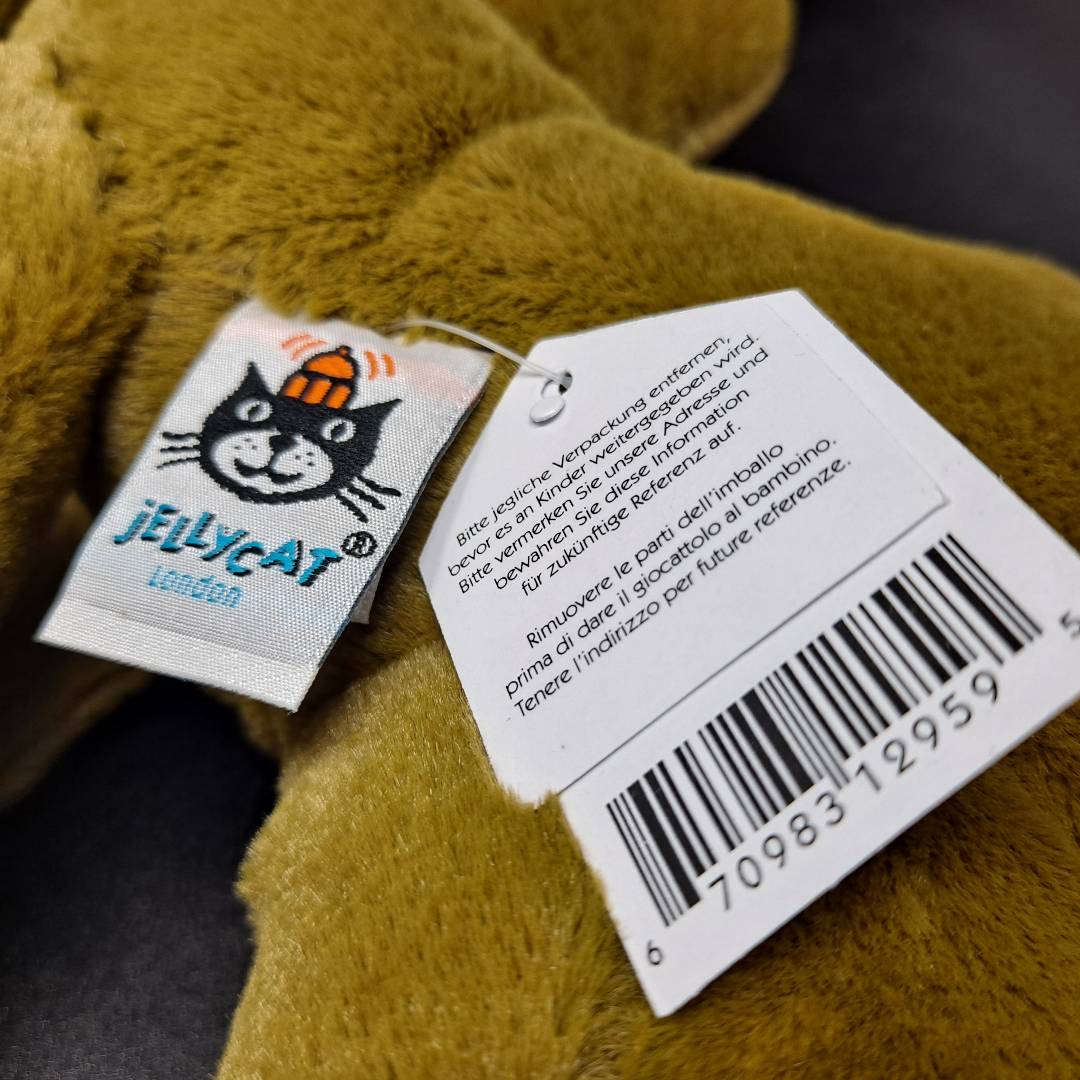 jELLYCAT®
London
Bitte jegliche Verpackung entfernen,
bevor es an Kinder weitergegeben wird.
Bitte vermerken Sie unsere Adresse und
bewahren Sie diese Information
für zukünftige Referenz auf.
Rimuovere le parti dell'imballo
prima di dare il giocattolo al bambino.
Tenere l'indirizzo per future referenze.
6 70983 12959 5